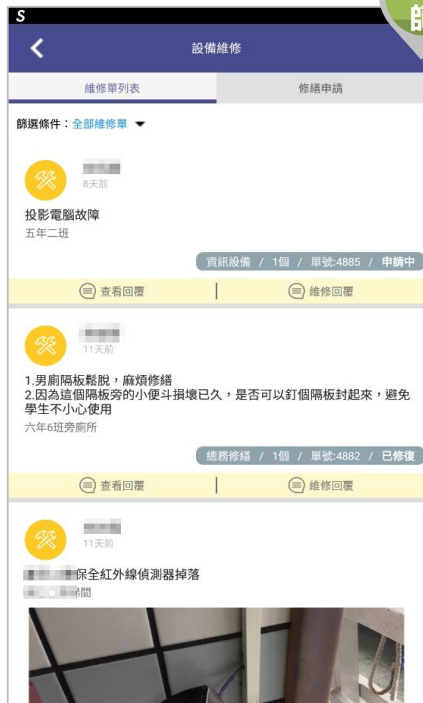 S
師
設備維修
維修單列表
修繕申請
篩選條件：全部維修單
8天前
投影電腦故障
五年二班
資訊設備 / 1個 / 單號:4885 / 申請中
查看回覆
維修回覆
11天前
1.男廁隔板鬆脫，麻煩修繕
2.因為這個隔板旁的小便斗損壞已久，是否可以釘個隔板封起來，避免
學生不小心使用
六年6班旁廁所
總務修繕 / 1個 / 單號:4882 / 已修復
查看回覆
維修回覆
11天前
保全紅外線偵測器掉落
梯間